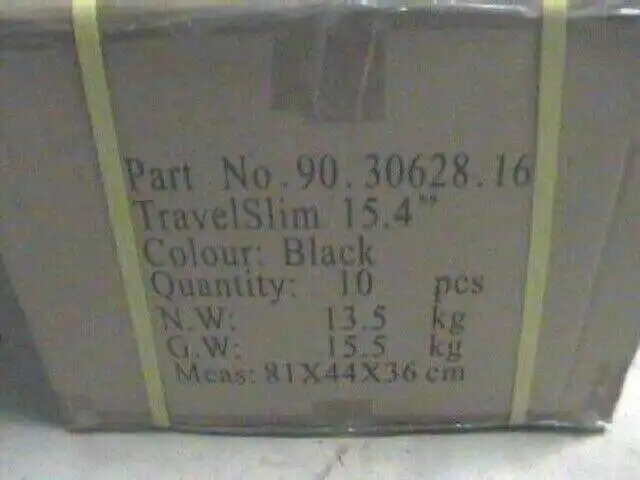 Part No.90.30628.16
TravelSlim 15.4"
Colour: Black
Quantity: 10 pcs
N.W: 13.5 kg
G.W: 15.5 kg
Meas: 81X44X36 cm